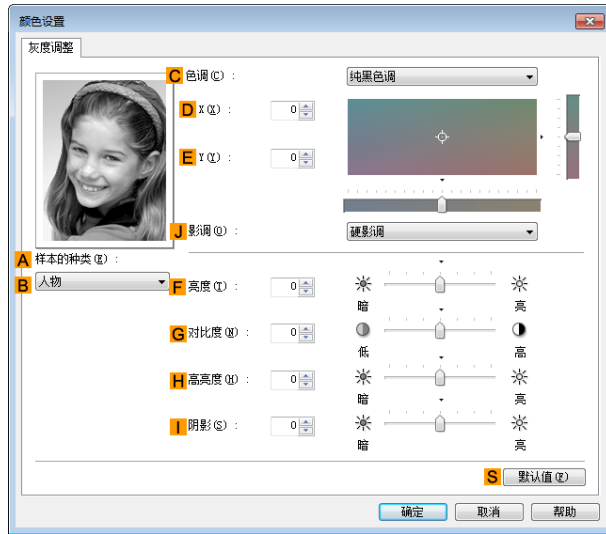 颜色设置
灰度调整
C 色调(C) : 纯黑色调
D X(X) : 0
E Y(Y) : 0
J 影调(O) : 硬影调
A 样本的种类(E) :
B 人物
F 亮度(T) : 0
暗 亮
G 对比度(N) : 0
低 高
H 高亮度(H) : 0
暗 亮
I 阴影(S) : 0
暗 亮
S 默认值(F)
确定 取消 帮助